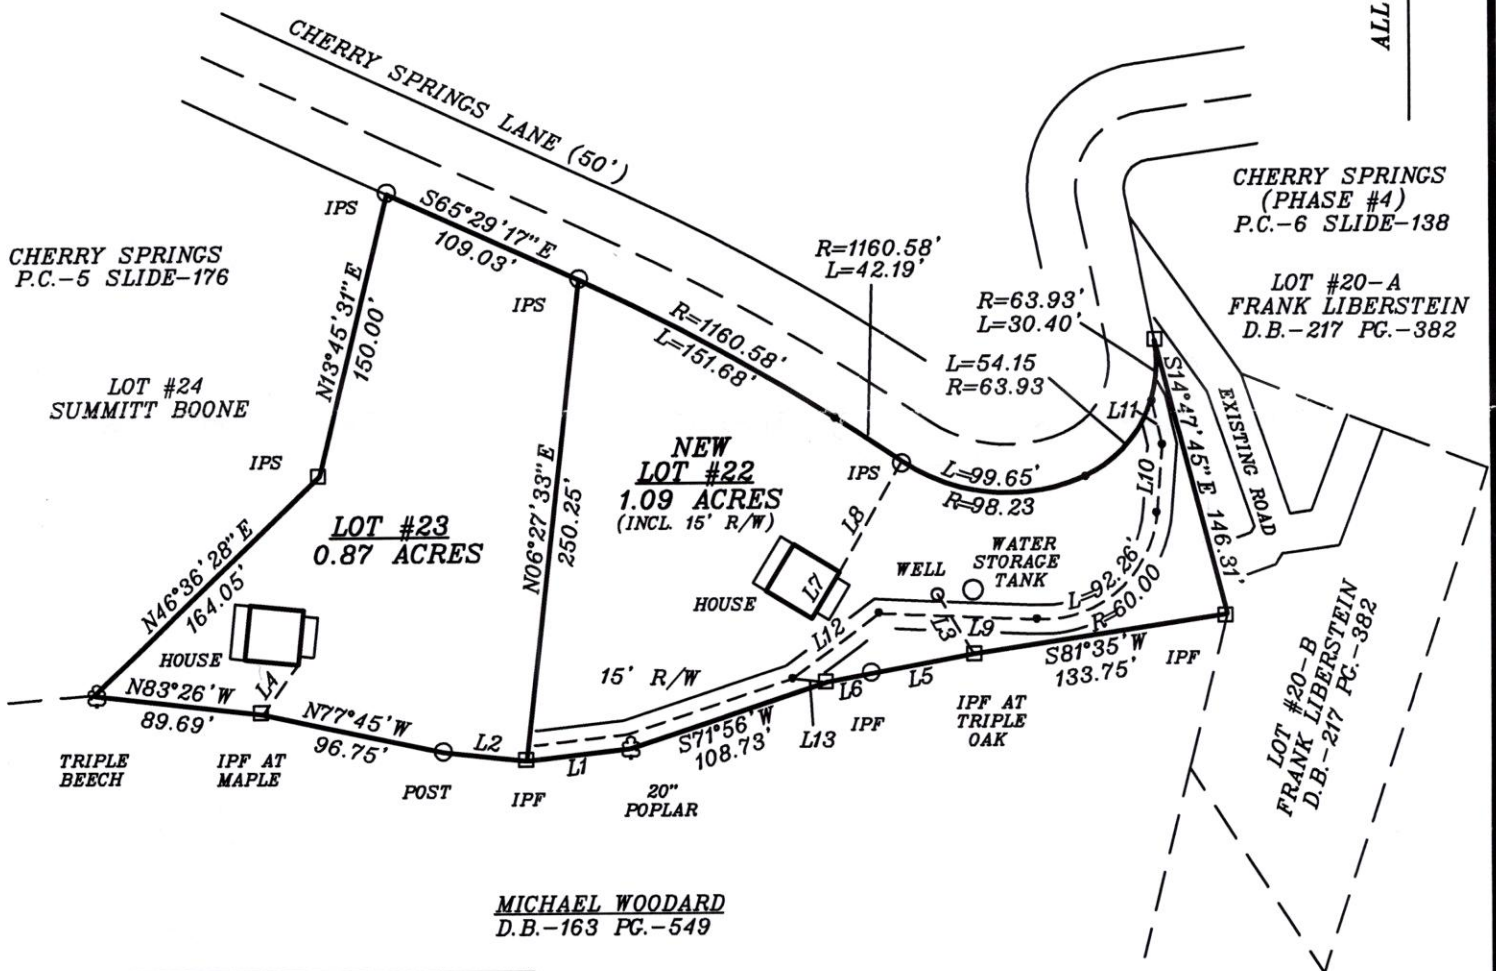 ALL
CHERRY SPRINGS LANE (50')
CHERRY SPRINGS
(PHASE #4)
P.C.-6 SLIDE-138
IPS
S65°29'17"E
109.03'
CHERRY SPRINGS
P.C.-5 SLIDE-176
R=1160.58'
L=42.19'
LOT #20-A
FRANK LIBERSTEIN
D.B.-217 PG.-382
N13°45'31"E
150.00'
IPS
R=1160.58'
L=151.68'
R=63.93'
L=30.40'
L=54.15
R=63.93
LOT #24
SUMMITT BOONE
L11
S14°47'45"E 146.31'
EXISTING ROAD
IPS
NEW
LOT #22
1.09 ACRES
(INCL. 15' R/W)
IPS
L=99.65'
R=98.23
L10
LOT #23
0.87 ACRES
N06°27'33"E
250.25'
L8
WATER
STORAGE
TANK
WELL
N46°36'28"E
164.05'
HOUSE
L7
L=92.26'
R=60.00
L3
L9
L12
HOUSE
S81°35'W
133.75'
IPF
LOT #20-B
FRANK LIBERSTEIN
D.B.-217 PG.-382
L4
15' R/W
N83°26'W
89.69'
N77°45'W
96.75'
L6
L5
L2
L1
S71°56'W
108.73'
L13
IPF
IPF AT
TRIPLE
OAK
TRIPLE
BEECH
IPF AT
MAPLE
POST
IPF
20"
POPLAR
MICHAEL WOODARD
D.B.-163 PG.-549